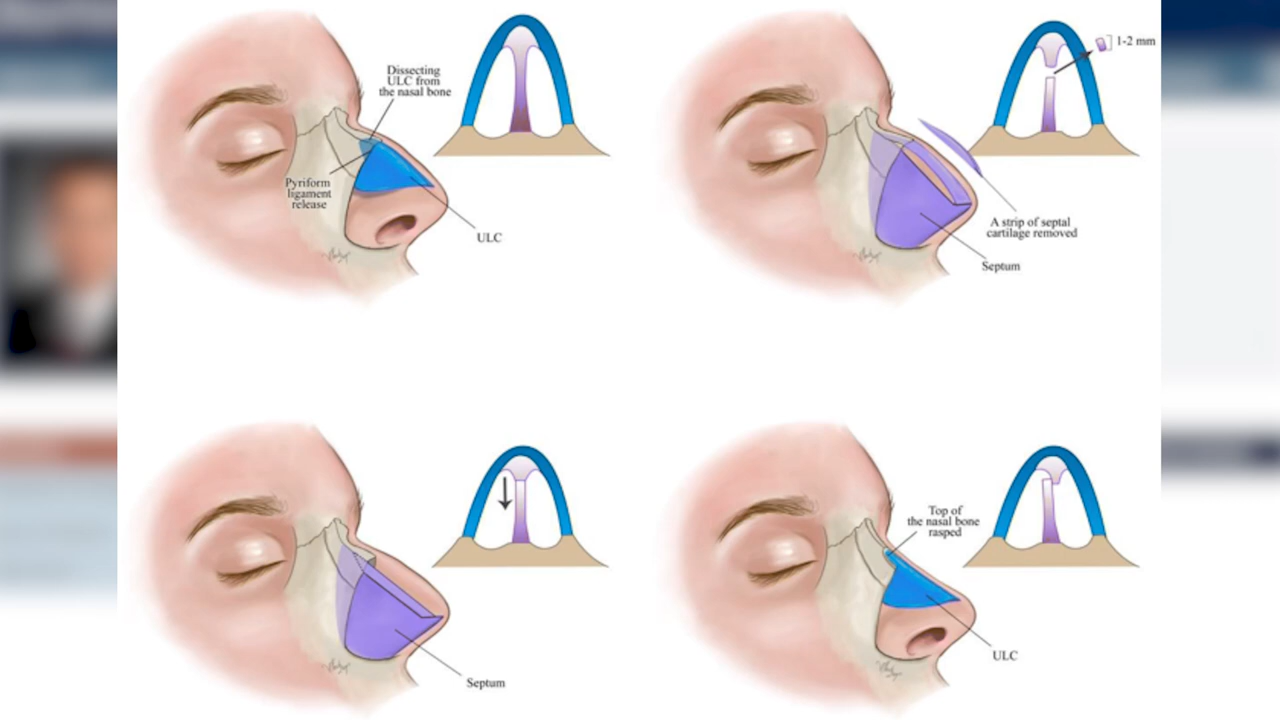 Dissecting
ULC from
the nasal bone
Pyriform
ligament
release
ULC
1-2 mm
A strip of septal
cartilage removed
Septum
Septum
Top of
the nasal bone
rasped
ULC